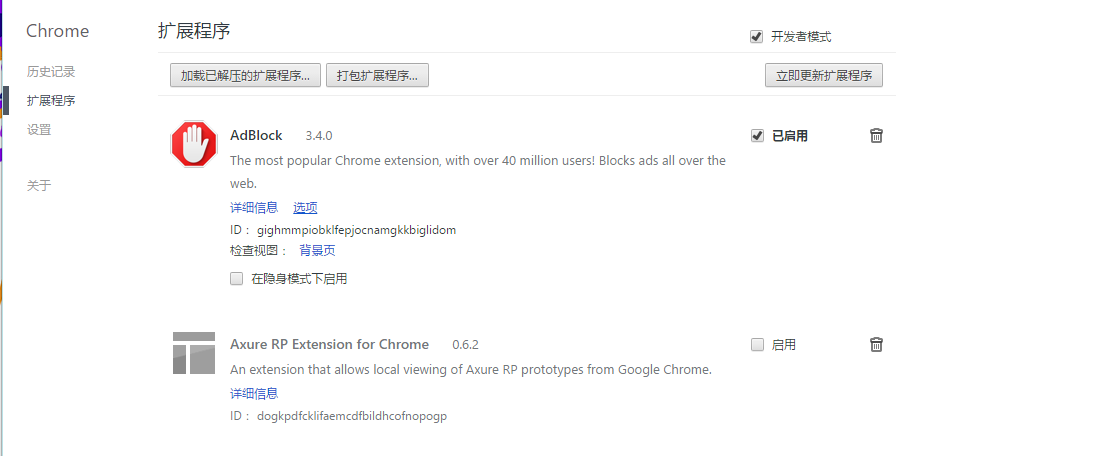 Chrome
扩展程序
开发者模式
历史记录
加载已解压的扩展程序...
打包扩展程序...
立即更新扩展程序
扩展程序
设置
关于
AdBlock 3.4.0
已启用
The most popular Chrome extension, with over 40 million users! Blocks ads all over the
web.
详细信息 选项
ID： gighmmpiobklfepjocnamgkkbiglidom
检查视图： 背景页
在隐身模式下启用
Axure RP Extension for Chrome 0.6.2
启用
An extension that allows local viewing of Axure RP prototypes from Google Chrome.
详细信息
ID： dogkpdfcklifaemcdfbildhcofnopogp